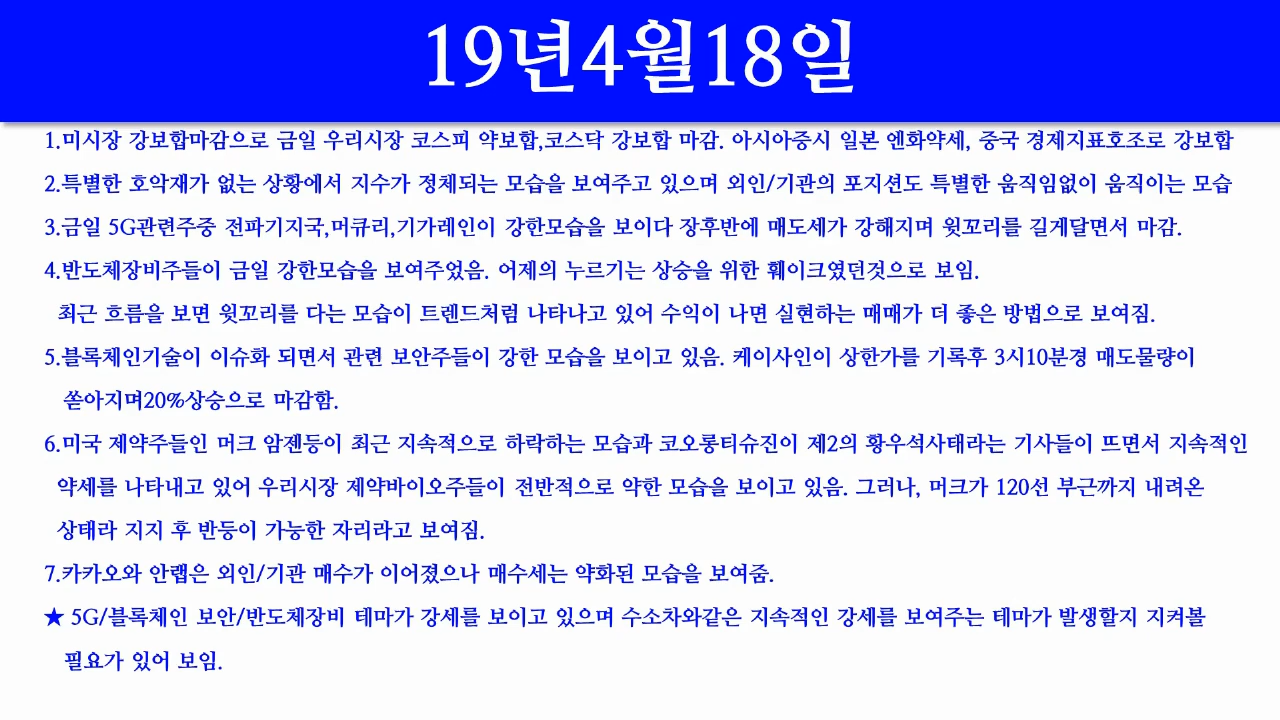 19년4월18일
1.미시장 강보합마감으로 금일 우리시장 코스피 약보합,코스닥 강보합 마감. 아시아증시 일본 엔화약세, 중국 경제지표호조로 강보합
2.특별한 호악재가 없는 상황에서 지수가 정체되는 모습을 보여주고 있으며 외인/기관의 포지션도 특별한 움직임없이 움직이는 모습
3.금일 5G관련주중 전파기지국,머큐리,기가레인이 강한모습을 보이다 장후반에 매도세가 강해지며 윗꼬리를 길게달면서 마감.
4.반도체장비주들이 금일 강한모습을 보여주었음. 어제의 누르기는 상승을 위한 훼이크였던것으로 보임.
최근 흐름을 보면 윗꼬리를 다는 모습이 트렌드처럼 나타나고 있어 수익이 나면 실현하는 매매가 더 좋은 방법으로 보여짐.
5.블록체인기술이 이슈화 되면서 관련 보안주들이 강한 모습을 보이고 있음. 케이사인이 상한가를 기록후 3시10분경 매도물량이
쏟아지며20%상승으로 마감함.
6.미국 제약주들인 머크 암젠등이 최근 지속적으로 하락하는 모습과 코오롱티슈진이 제2의 황우석사태라는 기사들이 뜨면서 지속적인
약세를 나타내고 있어 우리시장 제약바이오주들이 전반적으로 약한 모습을 보이고 있음. 그러나, 머크가 120선 부근까지 내려온
상태라 지지 후 반등이 가능한 자리라고 보여짐.
7.카카오와 안랩은 외인/기관 매수가 이어졌으나 매수세는 약화된 모습을 보여줌.
★ 5G/블록체인 보안/반도체장비 테마가 강세를 보이고 있으며 수소차와같은 지속적인 강세를 보여주는 테마가 발생할지 지켜볼
필요가 있어 보임.